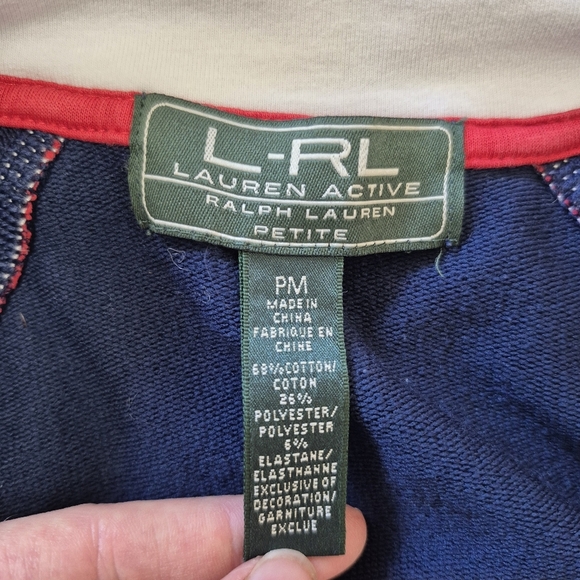 L-RL
LAUREN ACTIVE
RALPH LAUREN
PETITE
PM
MADE IN
CHINA
FABRIQUE EN
CHINE
68% COTTON/
COTON
26%
POLYESTER/
POLYESTER
6%
ELASTANE/
ELASTHANNE
EXCLUSIVE OF
DECORATION/
GARNITURE
EXCLUE